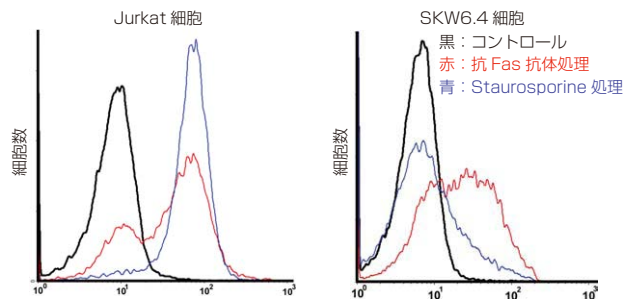 Jurkat 細胞
SKW6.4 細胞
黒：コントロール
赤：抗 Fas 抗体処理
青：Staurosporine 処理
細胞数
細胞数
10⁰ 10¹ 10² 10³
10⁰ 10¹ 10² 10³